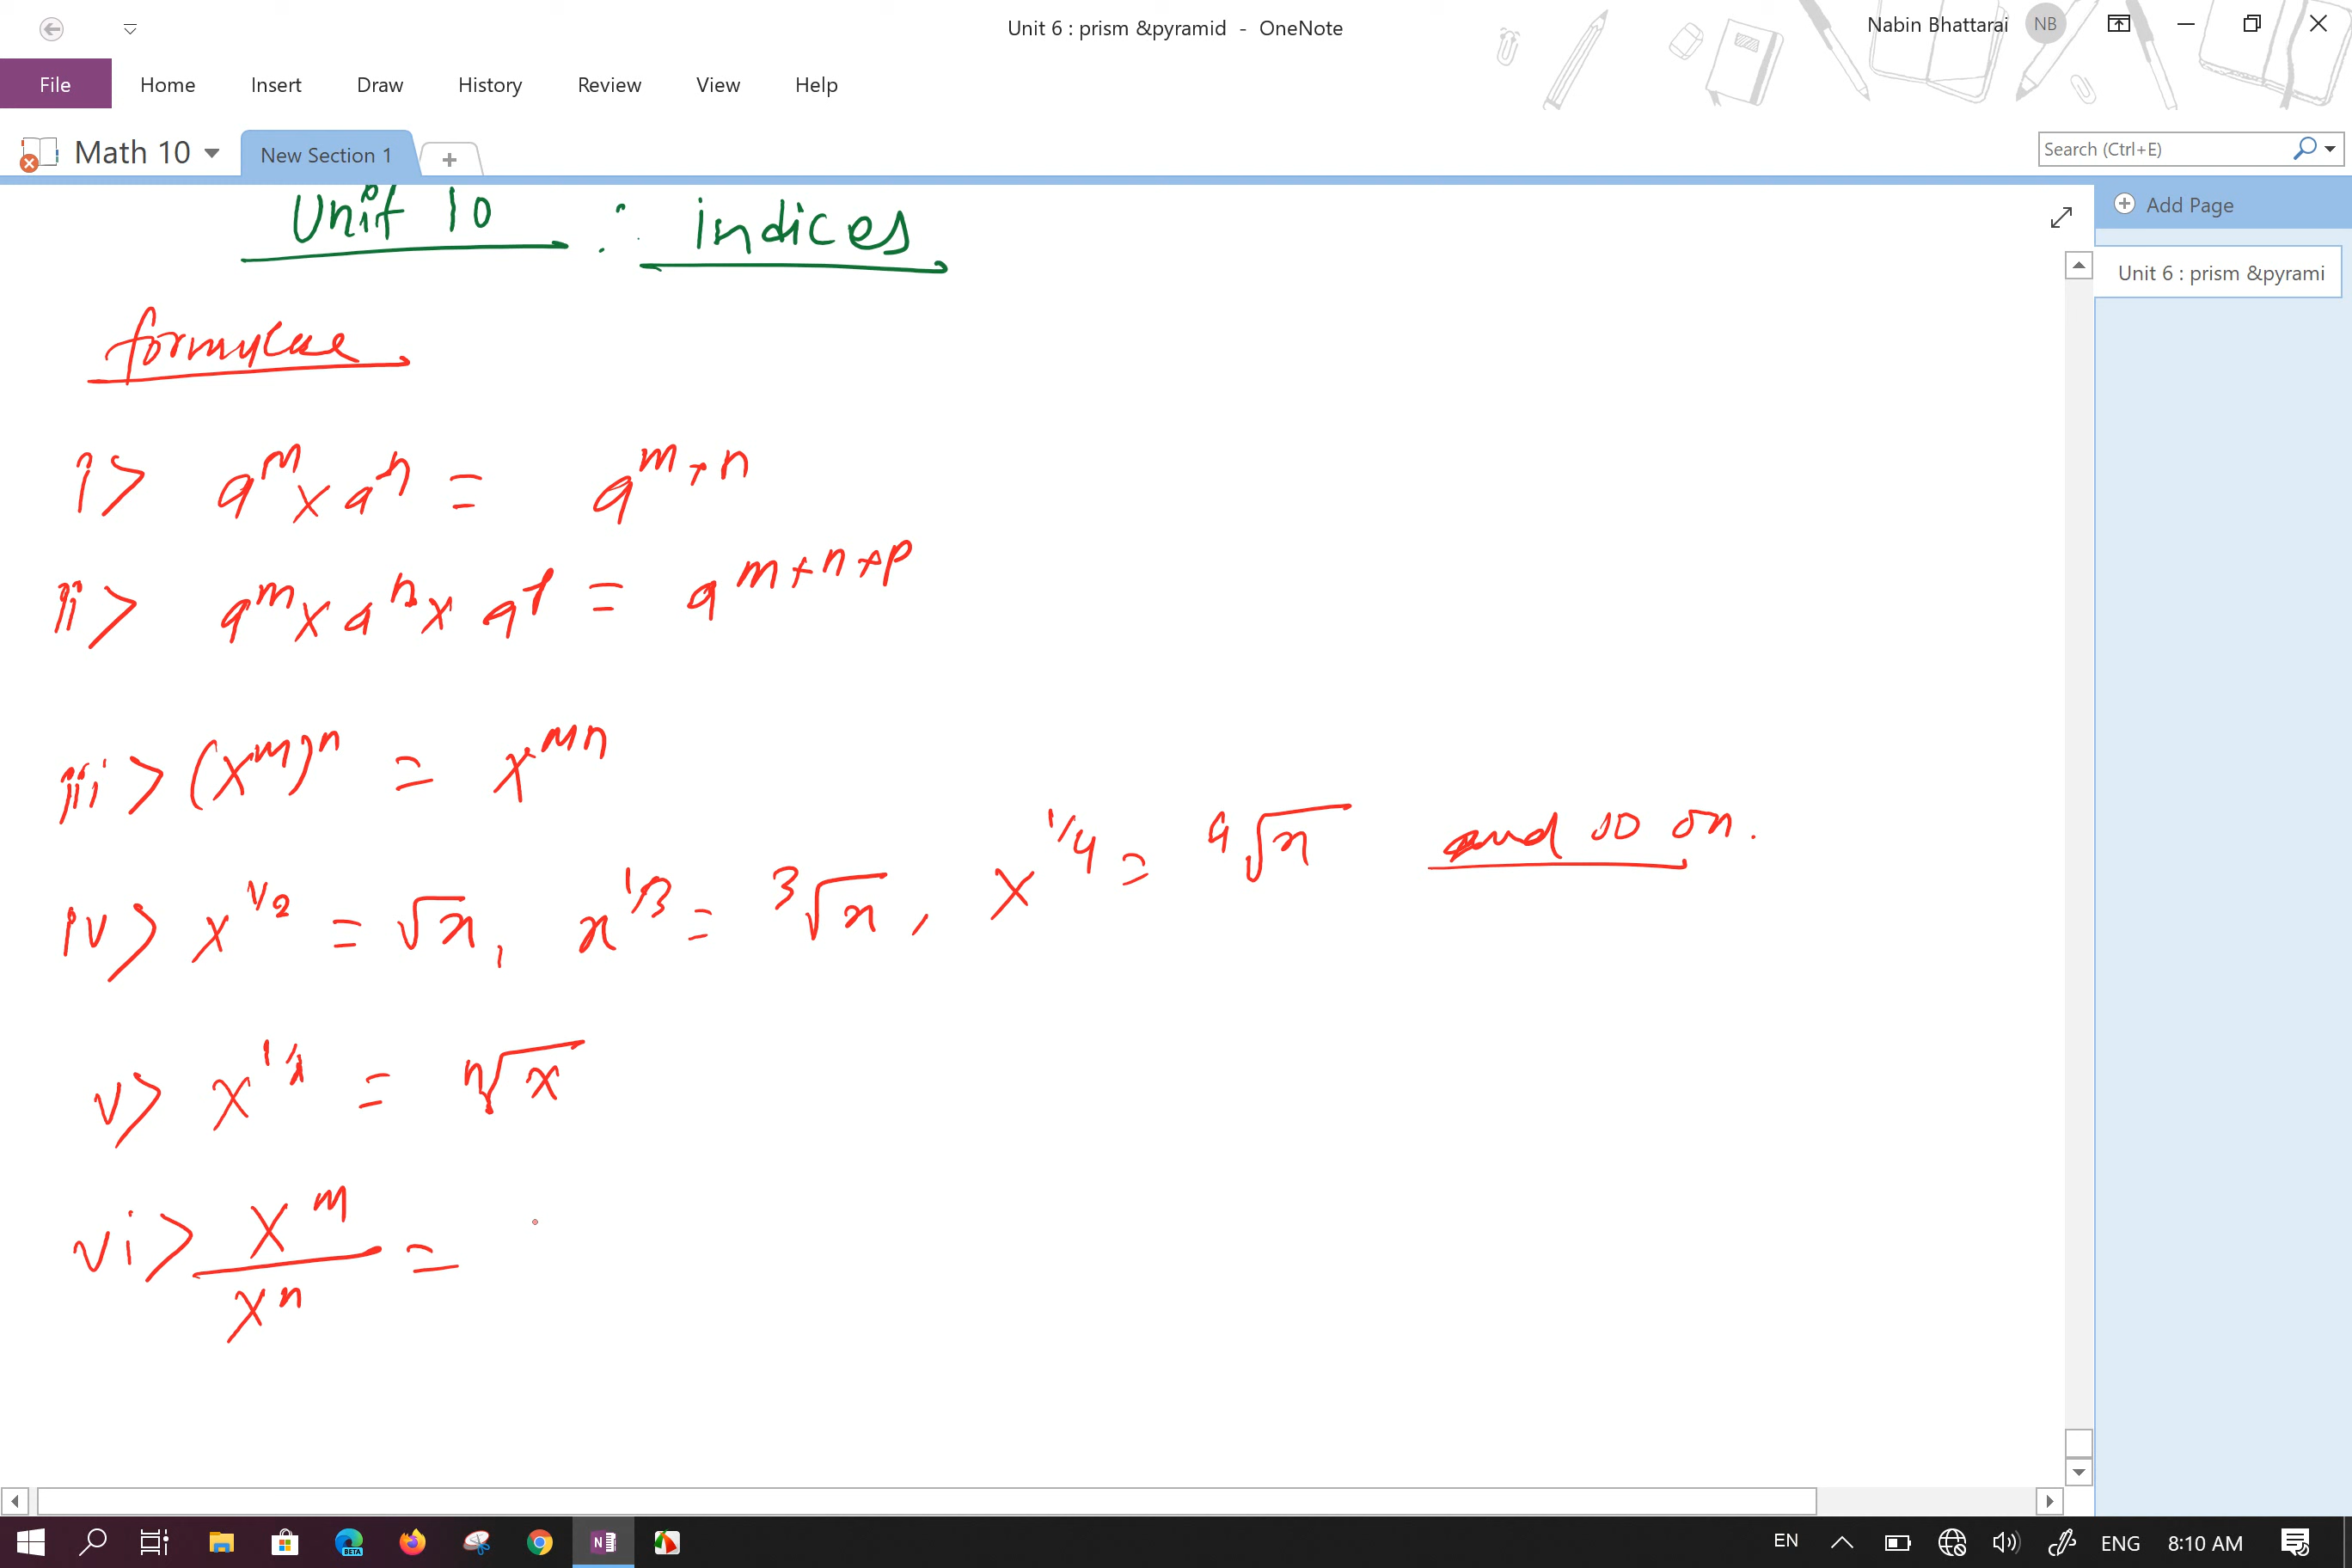 Unit 6 : prism &pyramid - OneNote
Nabin Bhattarai NB
File Home Insert Draw History Review View Help
Math 10 New Section 1 +
Search (Ctrl+E)
Add Page
Unit 6 : prism &pyrami
Unit 10 : indices
formulae
i> a^m × a^n = a^{m+n}
ii> a^m × a^n × a^p = a^{m+n+p}
iii> (x^m)^n = x^{mn}
iv> x^{1/2} = √x, x^{1/3} = ³√x, x^{1/4} = ⁴√x and so on.
v> x^{1/n} = ⁿ√x
vi> x^m / x^n =
BETA
N
EN ENG 8:10 AM